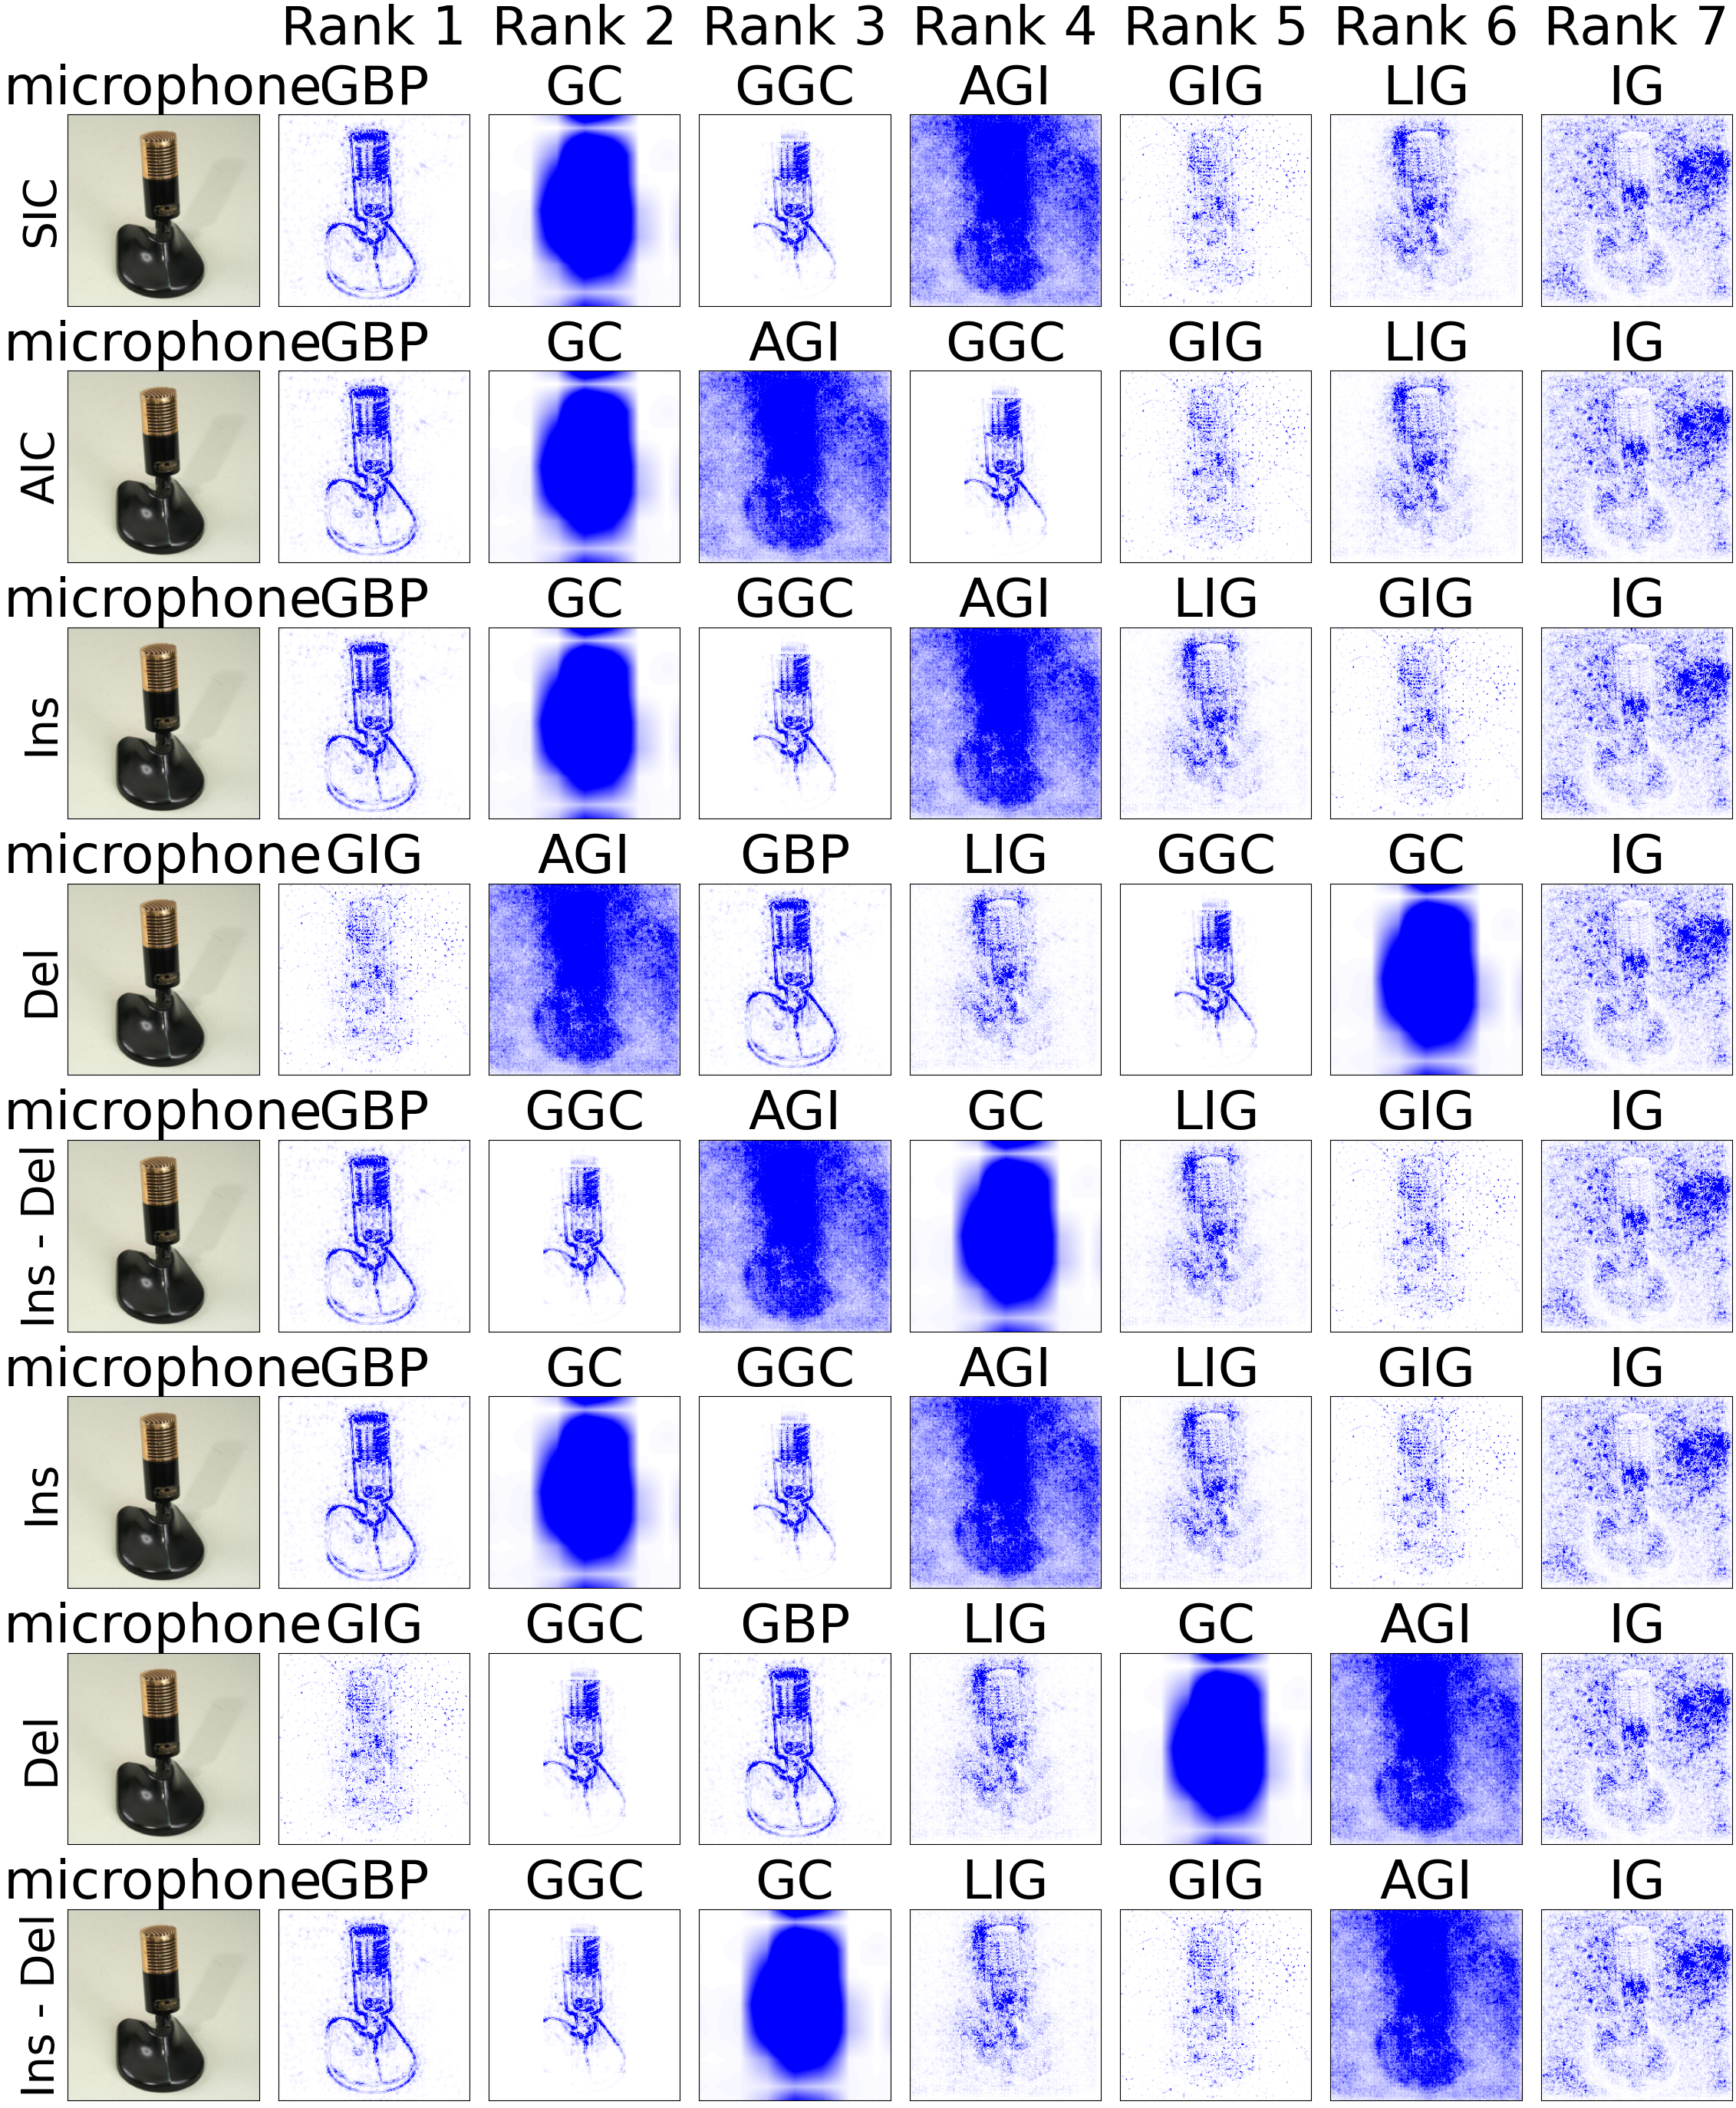 Rank 1 Rank 2 Rank 3 Rank 4 Rank 5 Rank 6 Rank 7
microphone GBP GC GGC AGI GIG LIG IG
SIC
microphone GBP GC AGI GGC GIG LIG IG
AIC
microphone GBP GC GGC AGI LIG GIG IG
Ins
microphone GIG AGI GBP LIG GGC GC IG
Del
microphone GBP GGC AGI GC LIG GIG IG
Ins - Del
microphone GBP GC GGC AGI LIG GIG IG
Ins
microphone GIG GGC GBP LIG GC AGI IG
Del
microphone GBP GGC GC LIG GIG AGI IG
Ins - Del